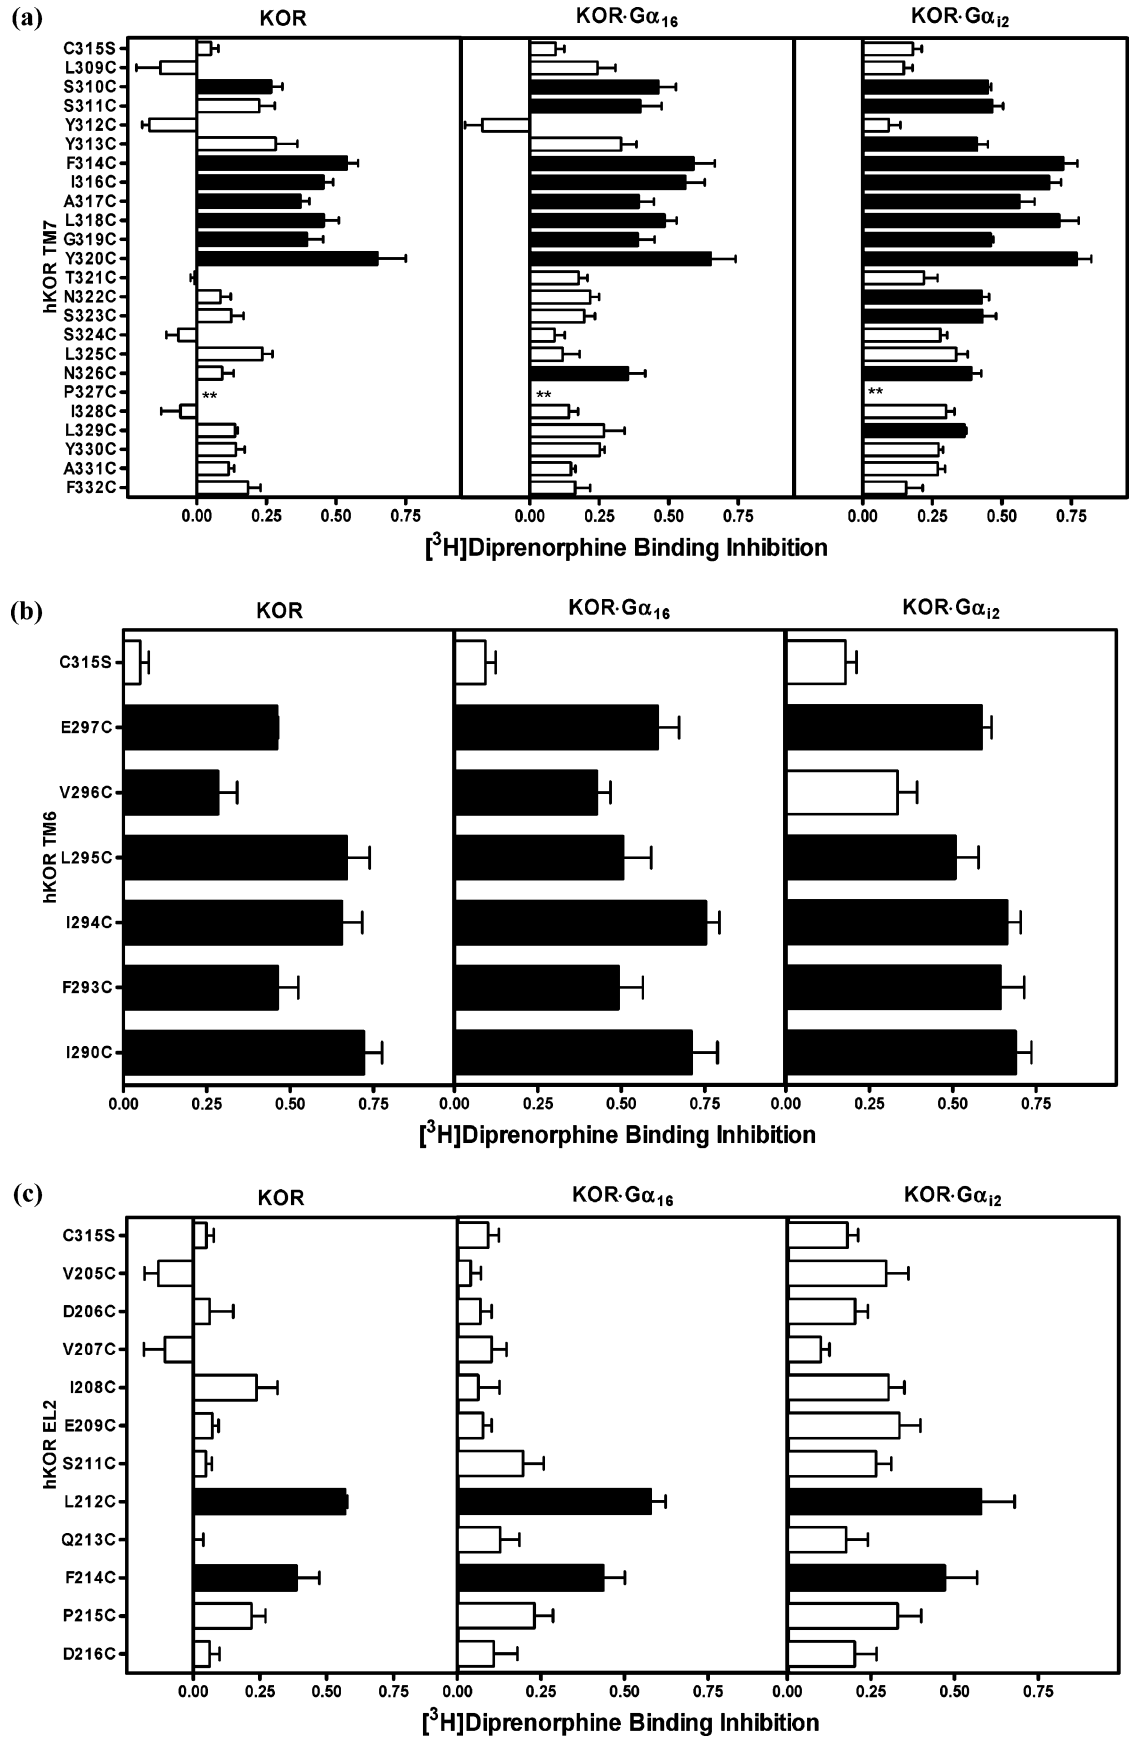 (a)
KOR KOR·Gα16 KOR·Gαi2
hKOR TM7
C315S
L309C
S310C
S311C
Y312C
Y313C
F314C
I316C
A317C
L318C
G319C
Y320C
T321C
N322C
S323C
S324C
L325C
N326C
P327C ** ** **
I328C
L329C
Y330C
A331C
F332C
0.00 0.25 0.50 0.75 0.00 0.25 0.50 0.75 0.00 0.25 0.50 0.75
[3H]Diprenorphine Binding Inhibition
(b)
KOR KOR·Gα16 KOR·Gαi2
hKOR TM6
C315S
E297C
V296C
L295C
I294C
F293C
I290C
0.00 0.25 0.50 0.75 0.00 0.25 0.50 0.75 0.00 0.25 0.50 0.75
[3H]Diprenorphine Binding Inhibition
(c)
KOR KOR·Gα16 KOR·Gαi2
hKOR EL2
C315S
V205C
D206C
V207C
I208C
E209C
S211C
L212C
Q213C
F214C
P215C
D216C
0.00 0.25 0.50 0.75 0.00 0.25 0.50 0.75 0.00 0.25 0.50 0.75
[3H]Diprenorphine Binding Inhibition